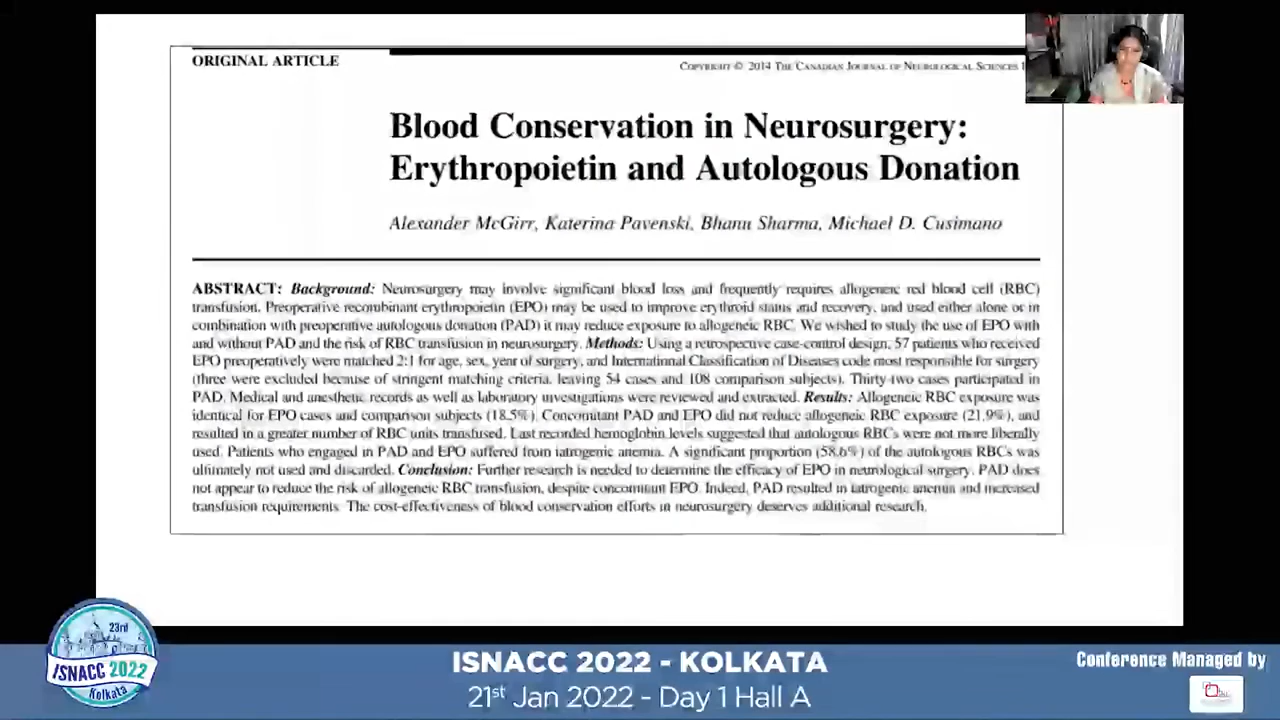 ORIGINAL ARTICLE
COPYRIGHT © 2014 THE CANADIAN JOURNAL OF NEUROLOGICAL SCIENCES
Blood Conservation in Neurosurgery:
Erythropoietin and Autologous Donation
Alexander McGirr, Katerina Pavenski, Bhanu Sharma, Michael D. Cusimano
ABSTRACT: Background: Neurosurgery may involve significant blood loss and frequently requires allogeneic red blood cell (RBC)
transfusion. Preoperative recombinant erythropoietin (EPO) may be used to improve erythroid status and recovery, and used either alone or in
combination with preoperative autologous donation (PAD) it may reduce exposure to allogeneic RBC. We wished to study the use of EPO with
and without PAD and the risk of RBC transfusion in neurosurgery. Methods: Using a retrospective case-control design, 57 patients who received
EPO preoperatively were matched 2:1 for age, sex, year of surgery, and International Classification of Diseases code most responsible for surgery
(three were excluded because of stringent matching criteria, leaving 54 cases and 108 comparison subjects). Thirty-two cases participated in
PAD. Medical and anesthetic records as well as laboratory investigations were reviewed and extracted. Results: Allogeneic RBC exposure was
identical for EPO cases and comparison subjects (18.5%). Concomitant PAD and EPO did not reduce allogeneic RBC exposure (21.9%), and
resulted in a greater number of RBC units transfused. Last recorded hemoglobin levels suggested that autologous RBCs were not more liberally
used. Patients who engaged in PAD and EPO suffered from iatrogenic anemia. A significant proportion (58.6%) of the autologous RBCs was
ultimately not used and discarded. Conclusion: Further research is needed to determine the efficacy of EPO in neurological surgery. PAD does
not appear to reduce the risk of allogeneic RBC transfusion, despite concomitant EPO. Indeed, PAD resulted in iatrogenic anemia and increased
transfusion requirements. The cost-effectiveness of blood conservation efforts in neurosurgery deserves additional research.
23rd
ISNACC 2022
Kolkata
ISNACC 2022 - KOLKATA
21st Jan 2022 - Day 1 Hall A
Conference Managed by